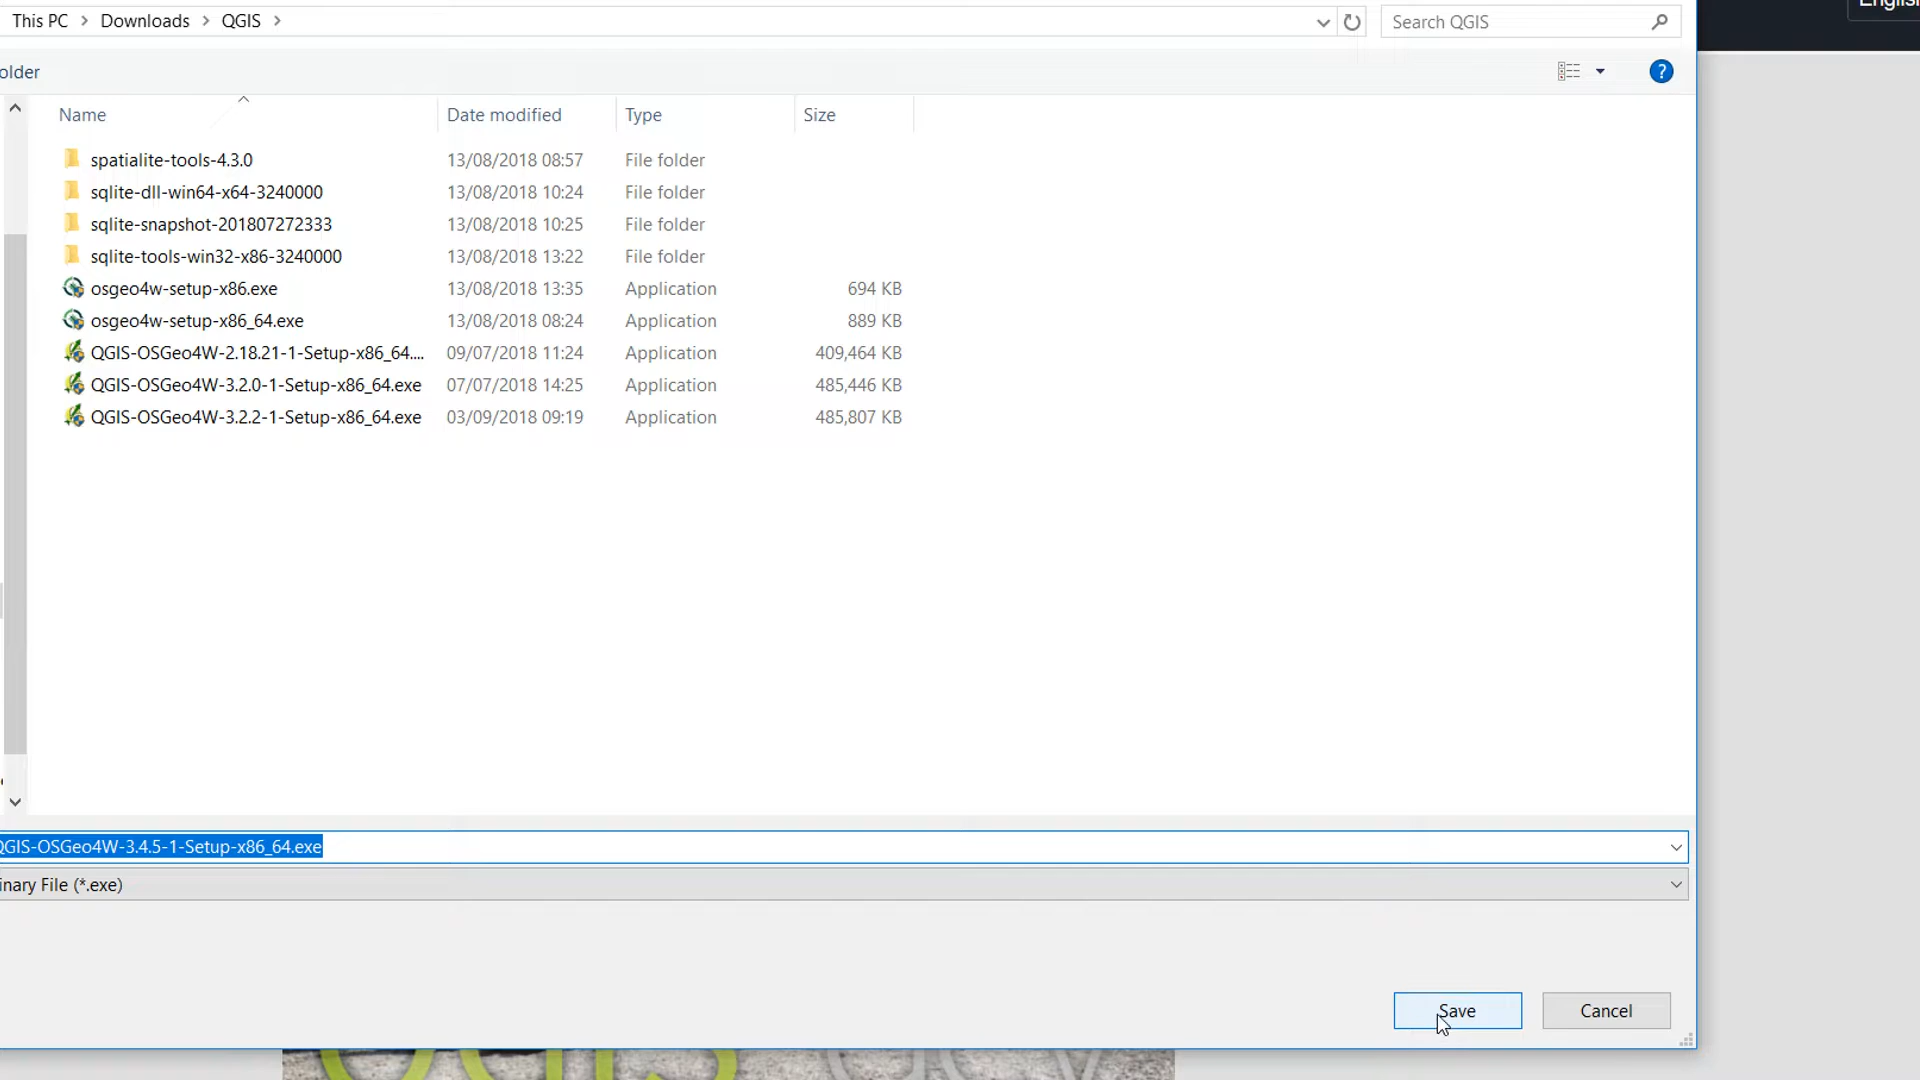 English
This PC > Downloads > QGIS >
Search QGIS
older
?
Name Date modified Type Size
spatialite-tools-4.3.0 13/08/2018 08:57 File folder
sqlite-dll-win64-x64-3240000 13/08/2018 10:24 File folder
sqlite-snapshot-201807272333 13/08/2018 10:25 File folder
sqlite-tools-win32-x86-3240000 13/08/2018 13:22 File folder
osgeo4w-setup-x86.exe 13/08/2018 13:35 Application 694 KB
osgeo4w-setup-x86_64.exe 13/08/2018 08:24 Application 889 KB
QGIS-OSGeo4W-2.18.21-1-Setup-x86_64.... 09/07/2018 11:24 Application 409,464 KB
QGIS-OSGeo4W-3.2.0-1-Setup-x86_64.exe 07/07/2018 14:25 Application 485,446 KB
QGIS-OSGeo4W-3.2.2-1-Setup-x86_64.exe 03/09/2018 09:19 Application 485,807 KB
QGIS-OSGeo4W-3.4.5-1-Setup-x86_64.exe
inary File (*.exe)
Save Cancel